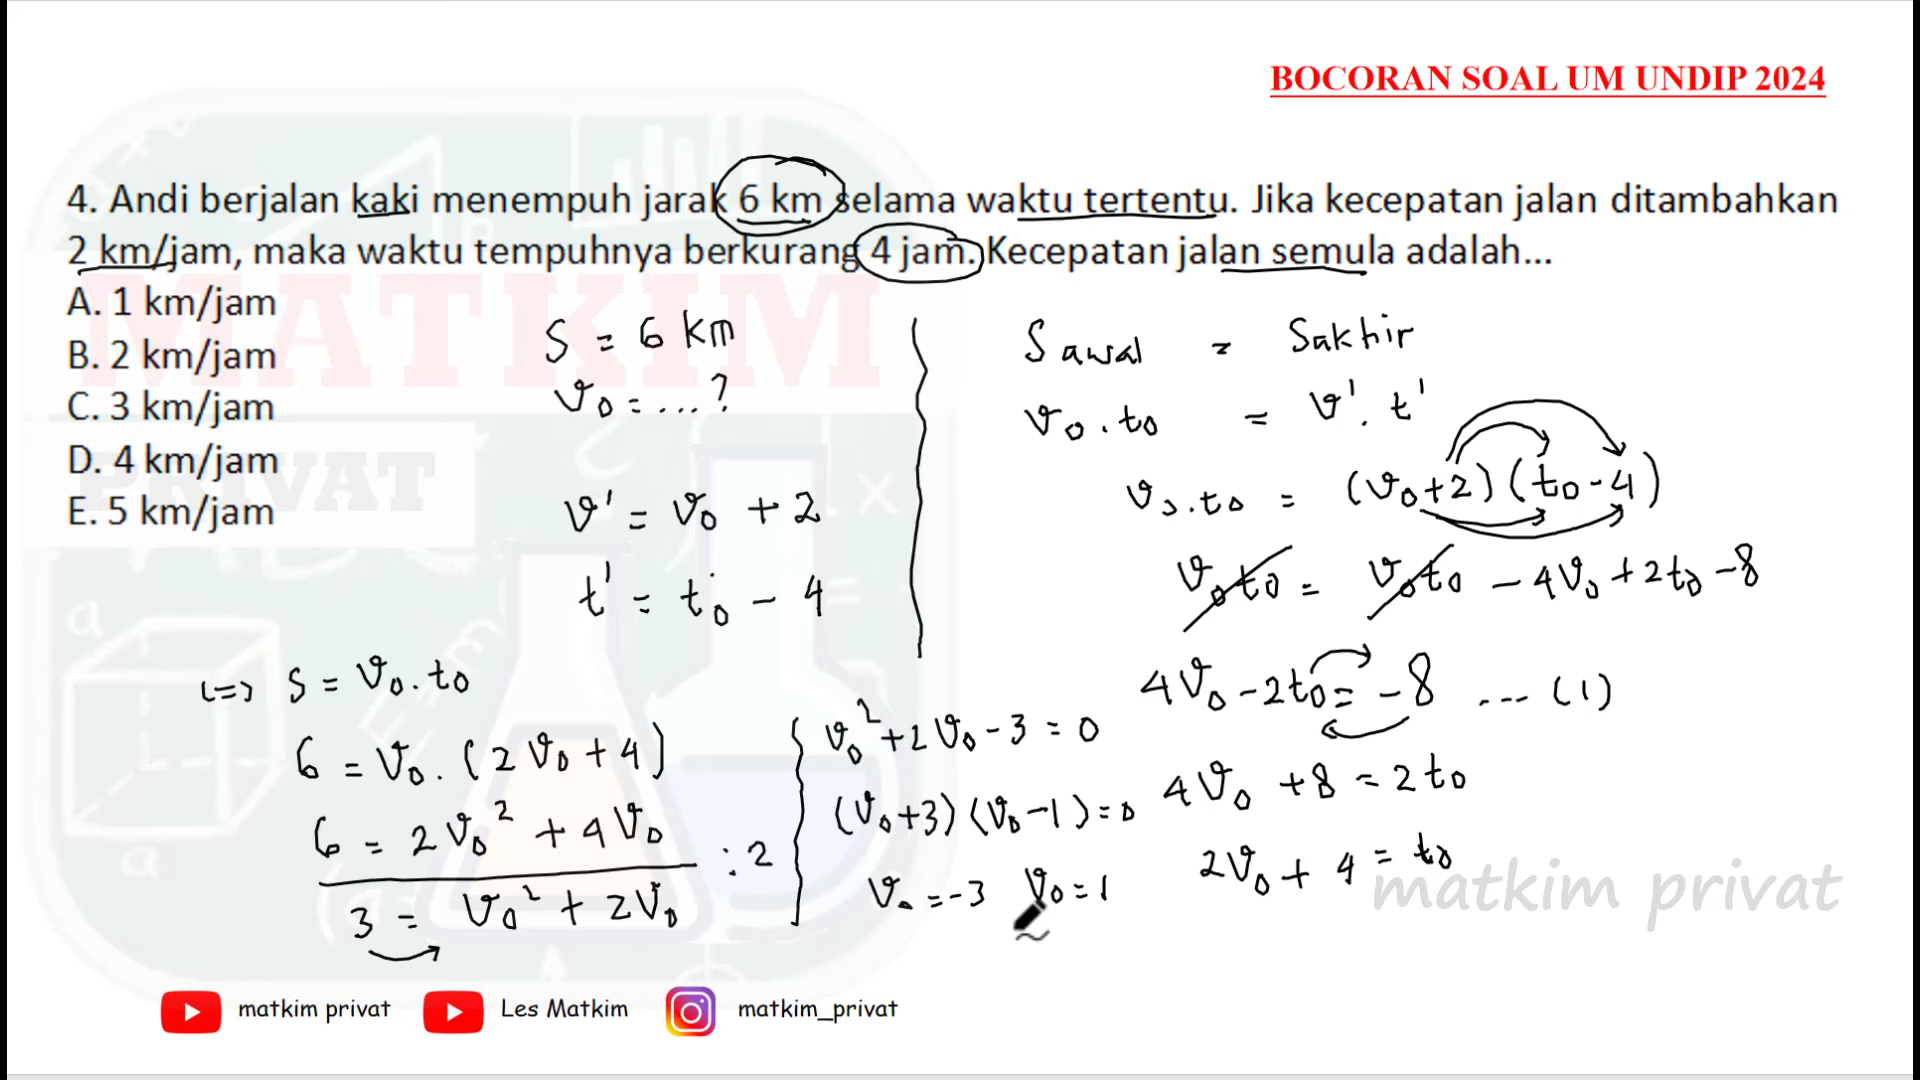 BOCORAN SOAL UM UNDIP 2024
4. Andi berjalan kaki menempuh jarak 6 km selama waktu tertentu. Jika kecepatan jalan ditambahkan
2 km/jam, maka waktu tempuhnya berkurang 4 jam. Kecepatan jalan semula adalah...
A. 1 km/jam
B. 2 km/jam
C. 3 km/jam
D. 4 km/jam
E. 5 km/jam
MATKIM
PRIVAT
S = 6 km
v₀ = ...?
v' = v₀ + 2
t' = t₀ - 4
S awal = Sakhir
v₀ . t₀ = v' . t'
v₀ . t₀ = (v₀+2)(t₀-4)
v₀t₀ = v₀t₀ - 4v₀ + 2t₀ - 8
4v₀ - 2t₀ = -8 ... (1)
4v₀ + 8 = 2t₀
2v₀ + 4 = t₀
(=) S = v₀ . t₀
6 = v₀ . (2v₀ + 4)
6 = 2v₀² + 4v₀
: 2
3 = v₀² + 2v₀
v₀² + 2v₀ - 3 = 0
(v₀+3)(v₀-1) = 0
v₀ = -3 v₀ = 1
matkim privat
matkim privat Les Matkim matkim_privat